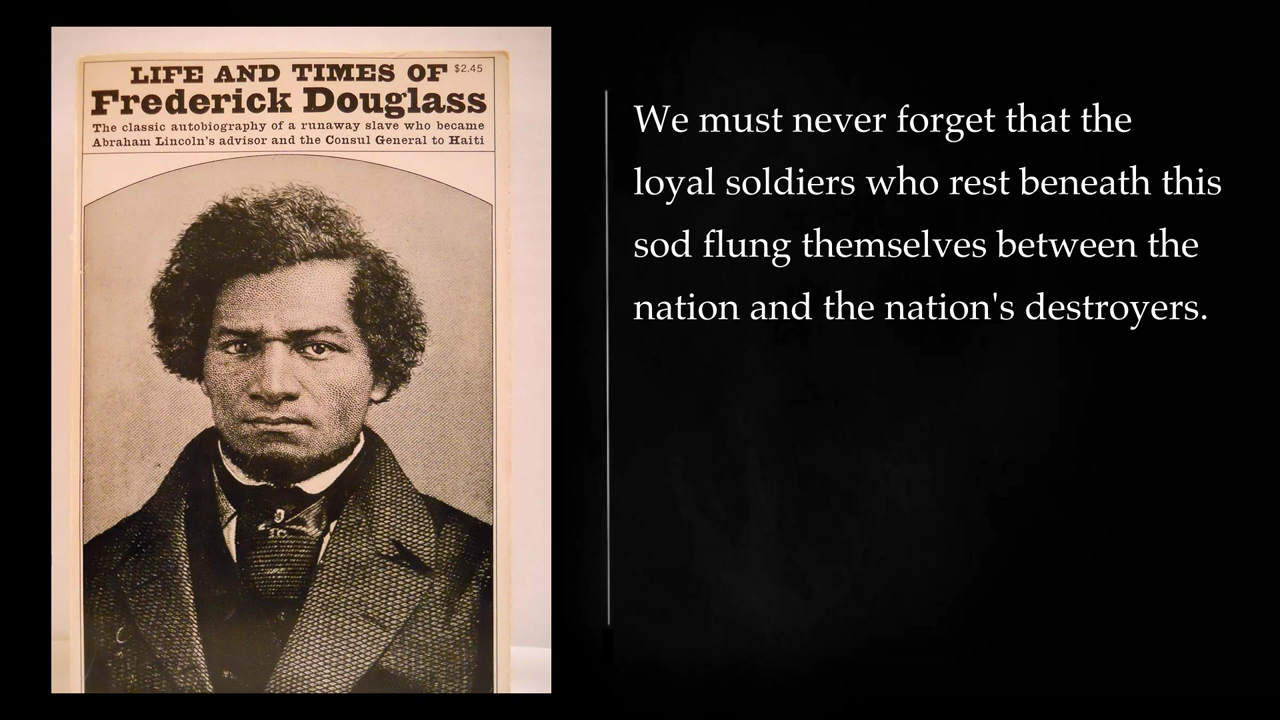 LIFE AND TIMES OF $2.45
Frederick Douglass
The classic autobiography of a runaway slave who became
Abraham Lincoln's advisor and the Consul General to Haiti
We must never forget that the
loyal soldiers who rest beneath this
sod flung themselves between the
nation and the nation's destroyers.